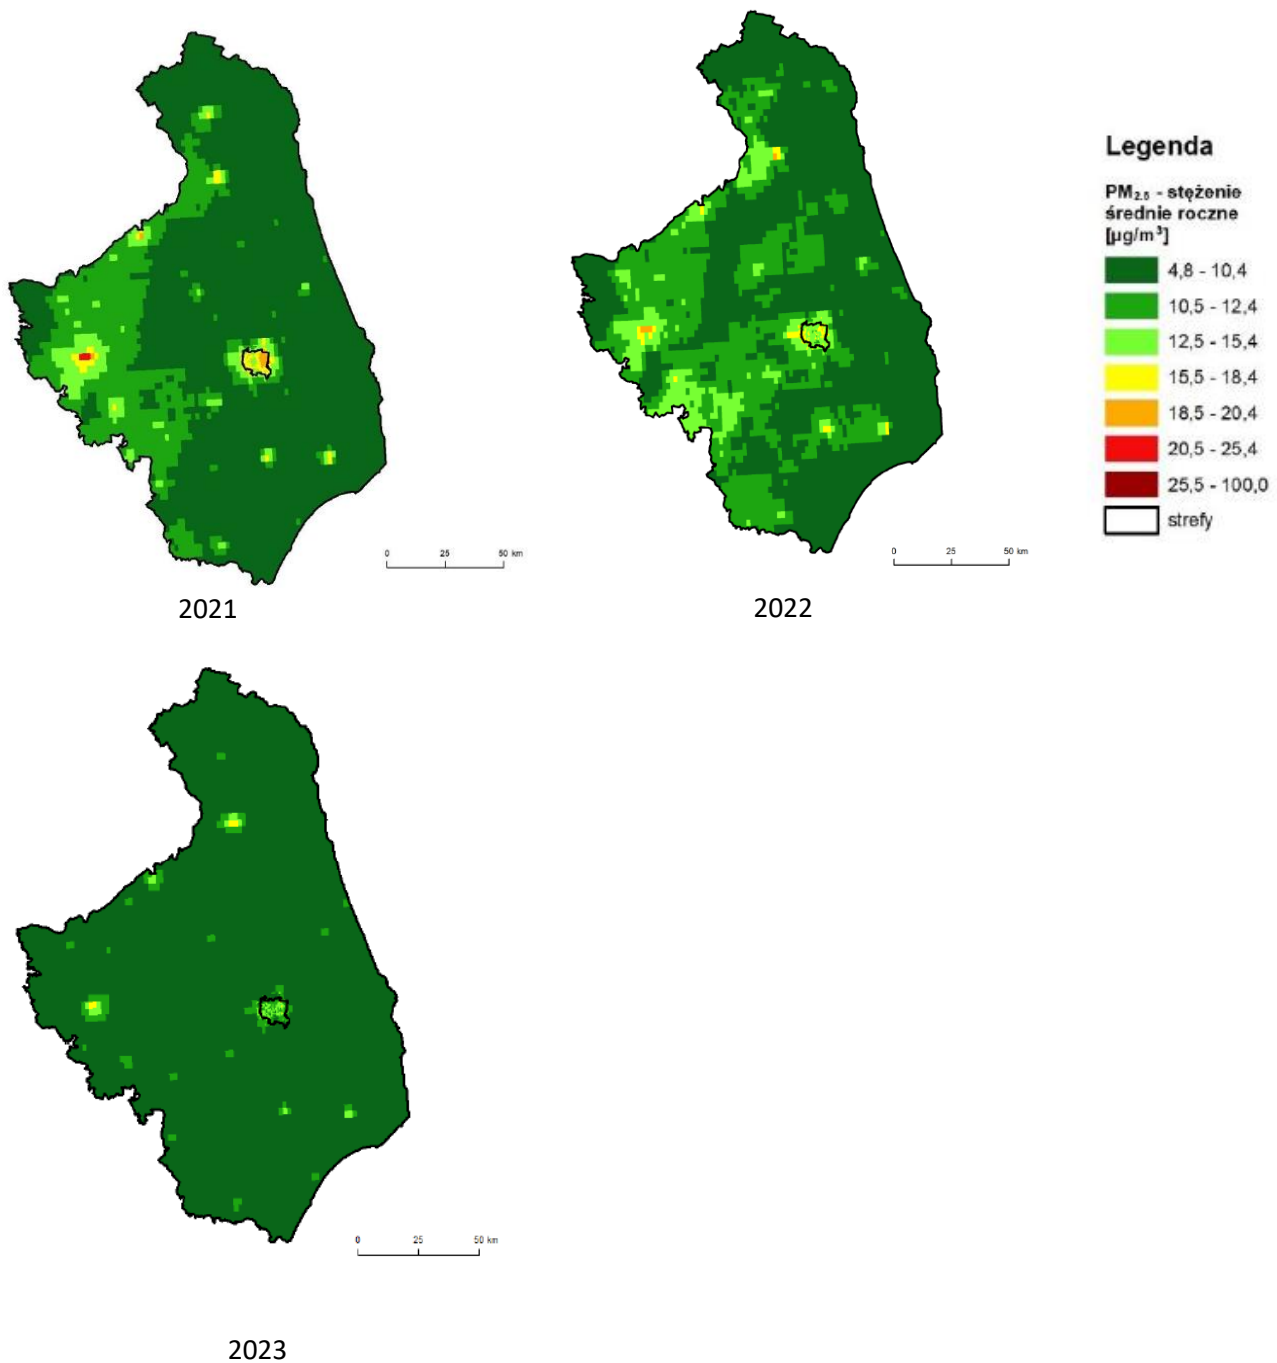 Legenda
PM₂.₅ - stężenie
średnie roczne
[µg/m³]
4,8 - 10,4
10,5 - 12,4
12,5 - 15,4
15,5 - 18,4
18,5 - 20,4
20,5 - 25,4
25,5 - 100,0
strefy
0 25 50 km
0 25 50 km
2021
2022
0 25 50 km
2023